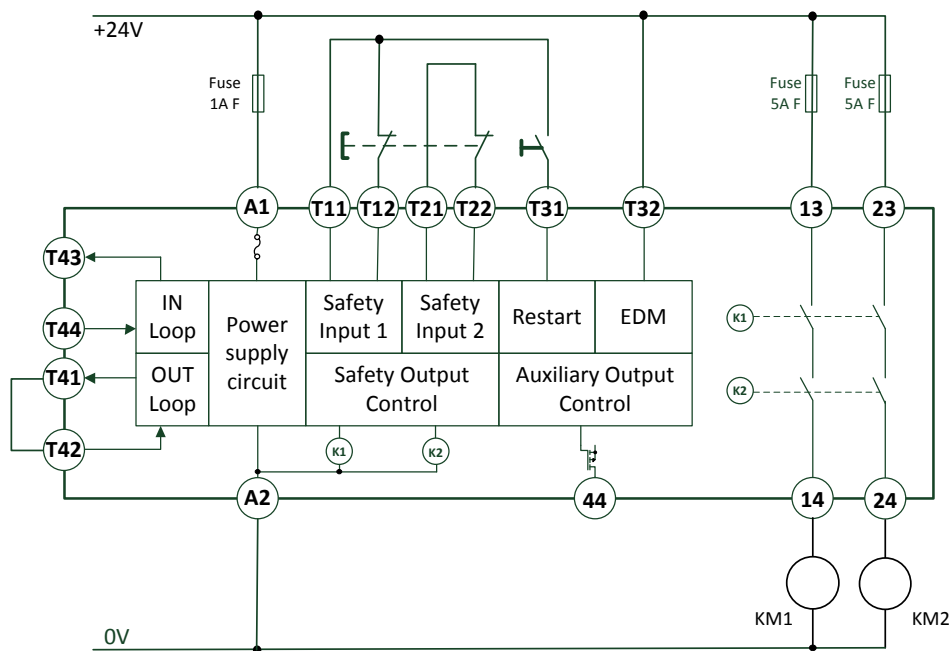 +24V
Fuse
1A F
Fuse
5A F
Fuse
5A F
A1
T11
T12
T21
T22
T31
T32
13
23
T43
T44
T41
T42
IN
Loop
OUT
Loop
Power
supply
circuit
Safety
Input 1
Safety
Input 2
Restart
EDM
Safety Output
Control
Auxiliary Output
Control
K1
K2
K1
K2
A2
44
14
24
KM1
KM2
0V